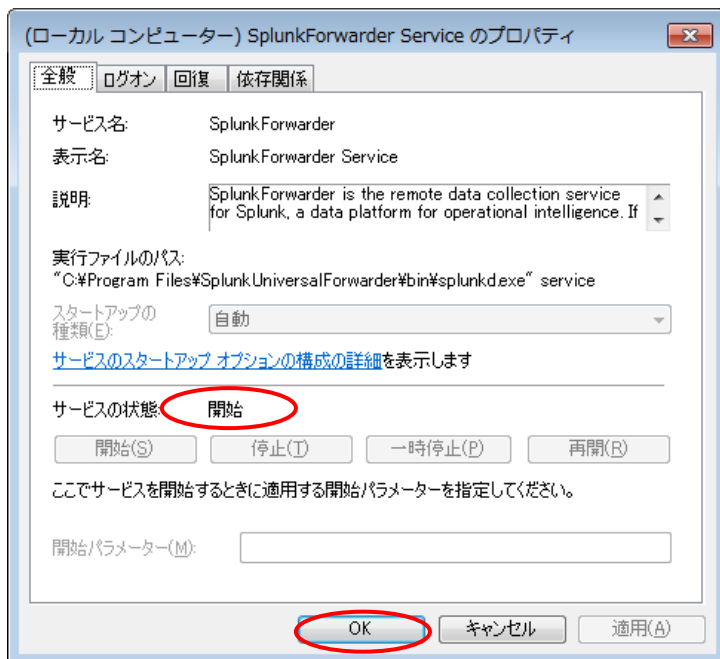 (ローカル コンピューター) SplunkForwarder Service のプロパティ
全般 ログオン 回復 依存関係
サービス名: SplunkForwarder
表示名: SplunkForwarder Service
説明: SplunkForwarder is the remote data collection service
for Splunk, a data platform for operational intelligence. If
実行ファイルのパス:
"C:¥Program Files¥SplunkUniversalForwarder¥bin¥splunkd.exe" service
スタートアップの
種類(E): 自動
サービスのスタートアップ オプションの構成の詳細を表示します
サービスの状態: 開始
開始(S) 停止(T) 一時停止(P) 再開(R)
ここでサービスを開始するときに適用する開始パラメーターを指定してください。
開始パラメーター(M):
OK キャンセル 適用(A)